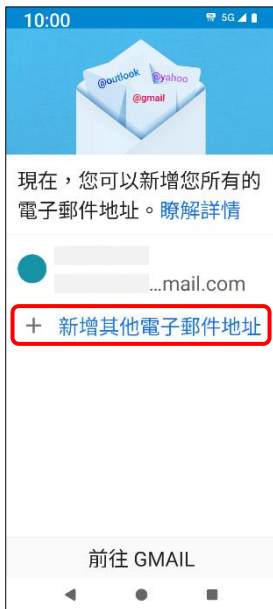 10:00 5G
@outlook @yahoo
@gmail
現在，您可以新增您所有的
電子郵件地址。瞭解詳情
...mail.com
+ 新增其他電子郵件地址
前往 GMAIL